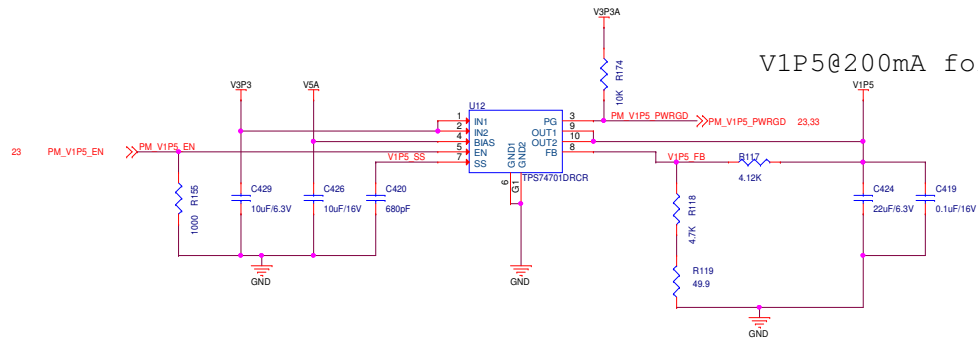 V3P3A
V1P5@200mA fo
R174
10K
V3P3
V5A
V1P5
U12
1 IN1
2 IN2
4 BIAS
5 EN
7 SS
PG 3
OUT1 9
OUT2 10
FB 8
GND1
GND2
6
G1
TPS74701DRCR
PM_V1P5_PWRGD
PM_V1P5_PWRGD 23,33
23 PM_V1P5_EN
PM_V1P5_EN
V1P5_SS
V1P5_FB
R117
4.12K
R155
1000
C429
10uF/6.3V
C426
10uF/16V
C420
680pF
R118
4.7K
C424
22uF/6.3V
C419
0.1uF/16V
R119
49.9
GND
GND
GND